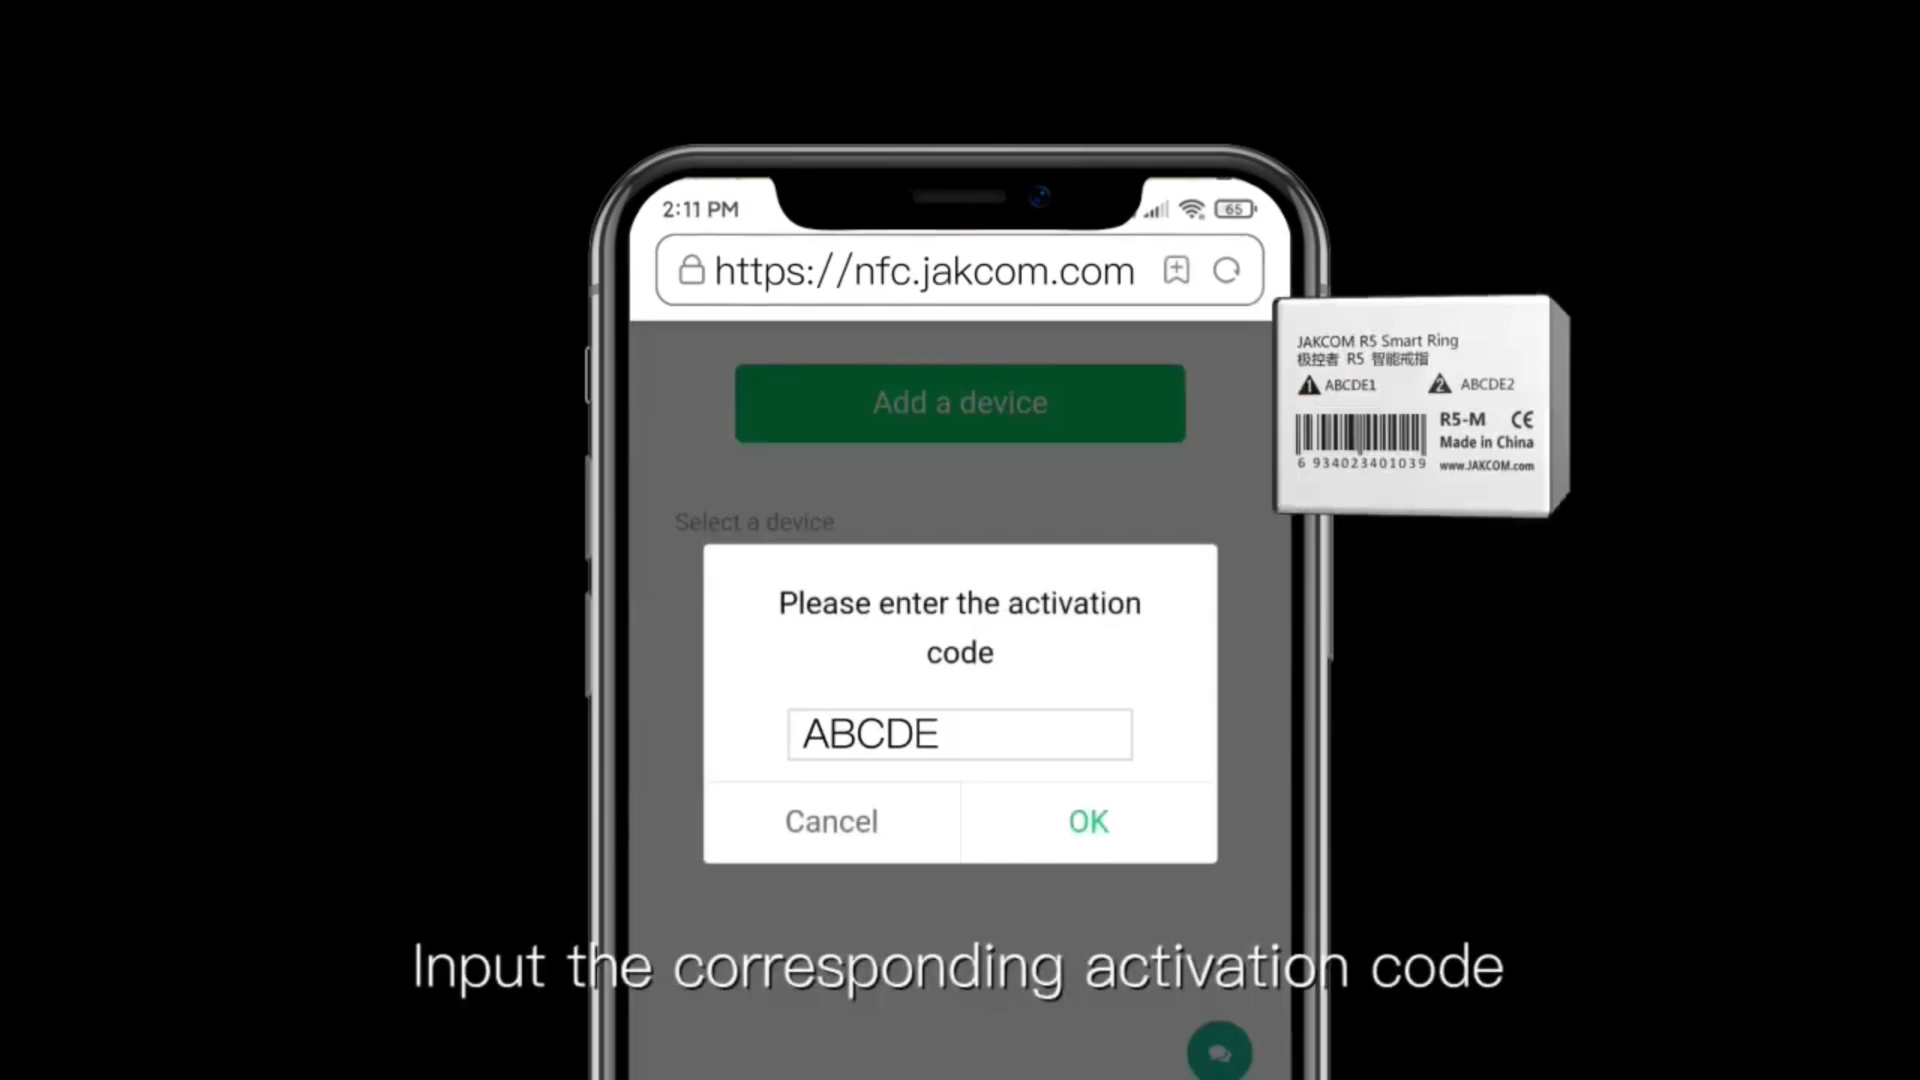 2:11 PM
65
https://nfc.jakcom.com
Add a device
JAKCOM R5 Smart Ring
极控者 R5 智能戒指
1 ABCDE1 2 ABCDE2
R5-M CE
Made in China
6 934023401039 www.JAKCOM.com
Select a device
Please enter the activation
code
ABCDE
Cancel OK
Input the corresponding activation code